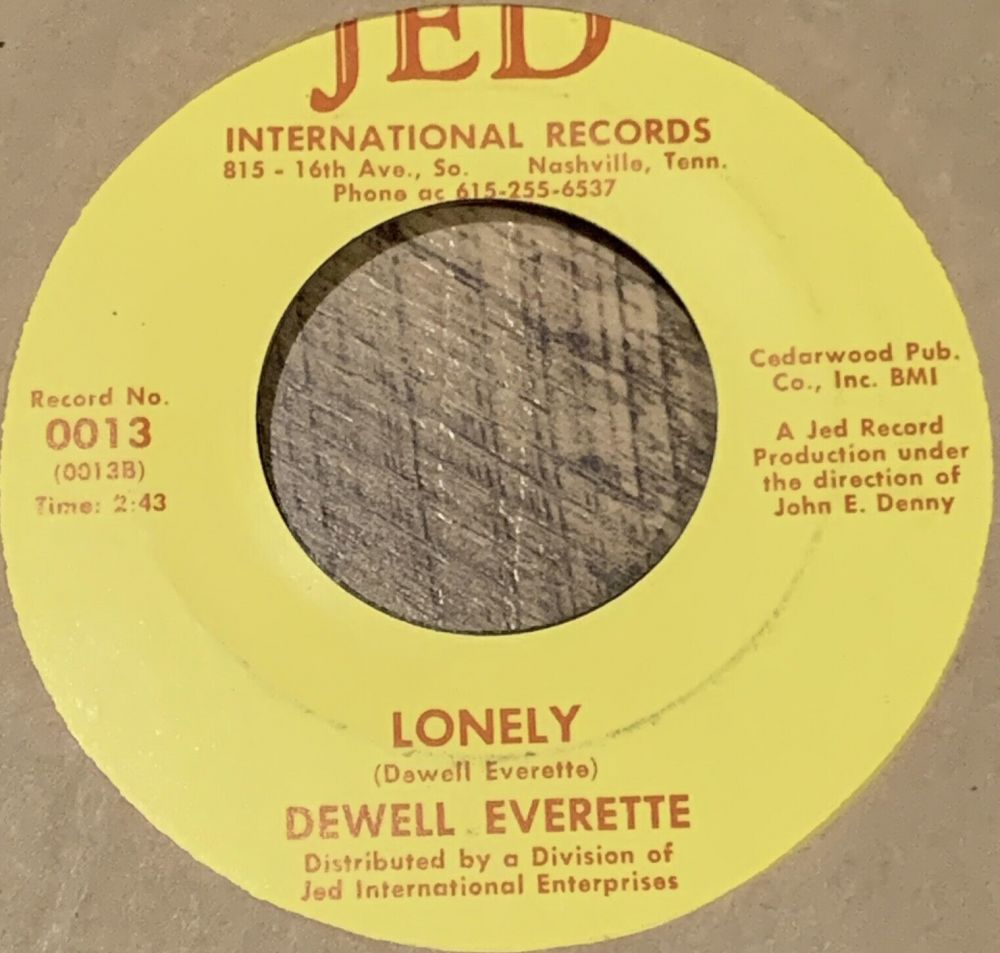 JED
INTERNATIONAL RECORDS
815 - 16th Ave., So. Nashville, Tenn.
Phone ac 615-255-6537
Record No.
0013
(0013B)
Time: 2:43
Cedarwood Pub.
Co., Inc. BMI
A Jed Record
Production under
the direction of
John E. Denny
LONELY
(Dewell Everette)
DEWELL EVERETTE
Distributed by a Division of
Jed International Enterprises